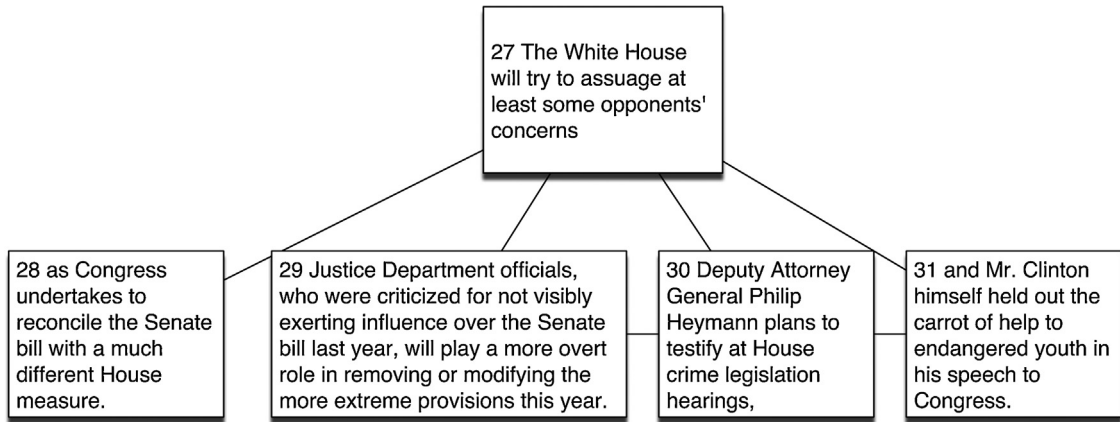 27 The White House
will try to assuage at
least some opponents'
concerns
28 as Congress
undertakes to
reconcile the Senate
bill with a much
different House
measure.
29 Justice Department officials,
who were criticized for not visibly
exerting influence over the Senate
bill last year, will play a more overt
role in removing or modifying the
more extreme provisions this year.
30 Deputy Attorney
General Philip
Heymann plans to
testify at House
crime legislation
hearings,
31 and Mr. Clinton
himself held out the
carrot of help to
endangered youth in
his speech to
Congress.